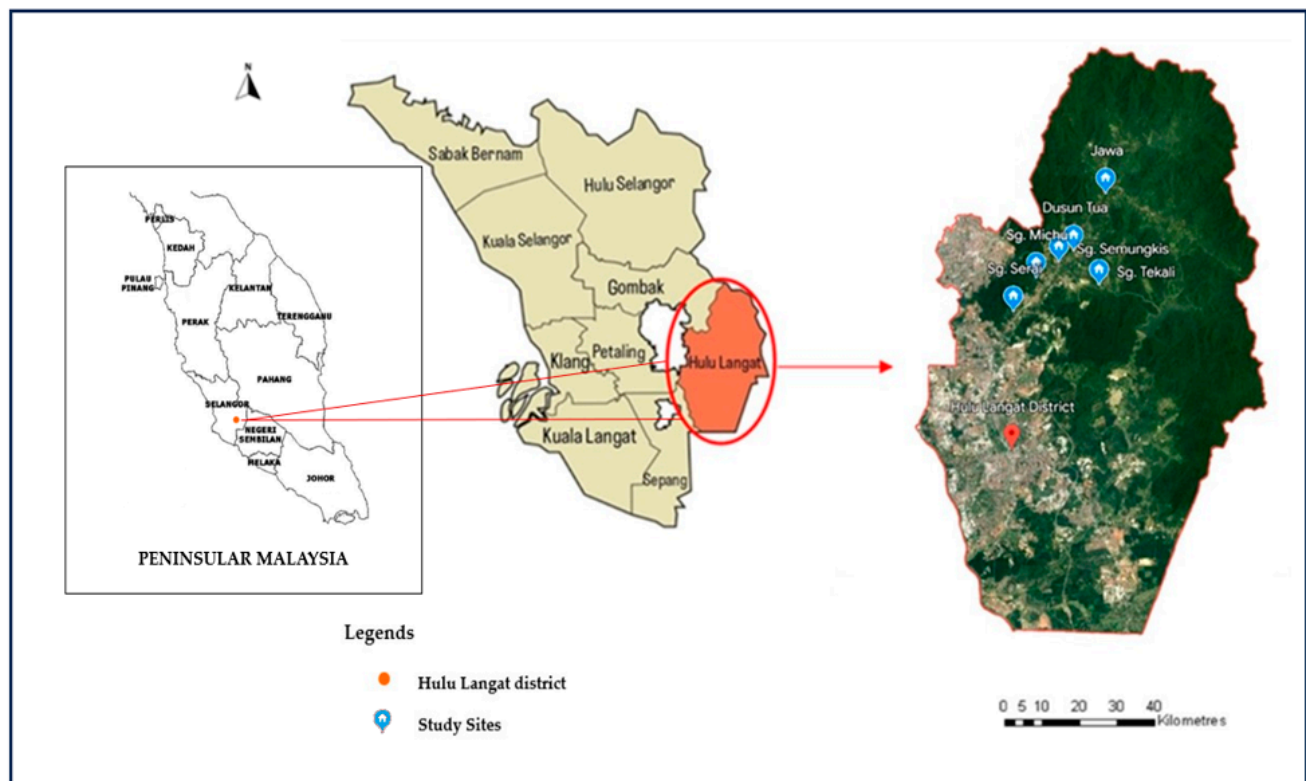 N
PERLIS
KEDAH
PULAU
PINANG
KELANTAN
TERENGGANU
PERAK
PAHANG
SELANGOR
NEGERI
SEMBILAN
MELAKA
JOHOR
PENINSULAR MALAYSIA
Sabak Bernam
Hulu Selangor
Kuala Selangor
Gombak
Petaling
Klang
Hulu Langat
Kuala Langat
Sepang
Jawa
Dusun Tua
Sg. Michu
Sg. Semungkis
Sg. Serai
Sg. Tekali
Hulu Langat District
Legends
Hulu Langat district
Study Sites
0 5 10 20 30 40
Kilometres